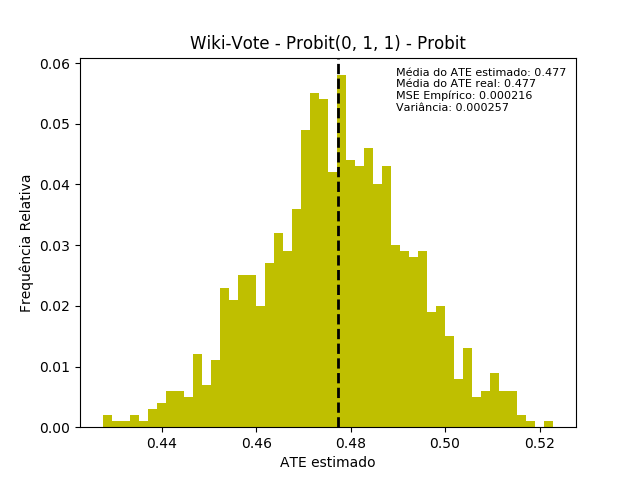 Wiki-Vote - Probit(0, 1, 1) - Probit
Média do ATE estimado: 0.477
Média do ATE real: 0.477
MSE Empírico: 0.000216
Variância: 0.000257
Frequência Relativa
0.06
0.05
0.04
0.03
0.02
0.01
0.00
0.44 0.46 0.48 0.50 0.52
ATE estimado